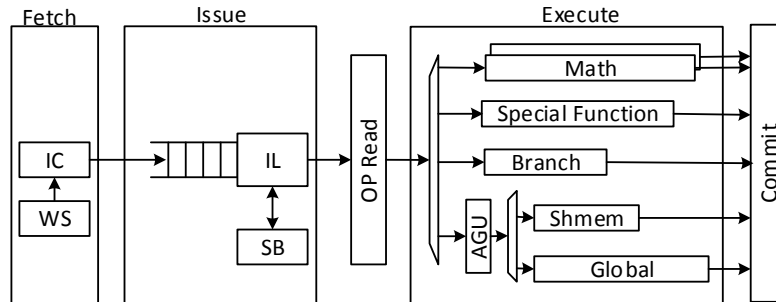 Fetch
Issue
Execute
IC
WS
IL
SB
OP Read
Math
Special Function
Branch
AGU
Shmem
Global
Commit